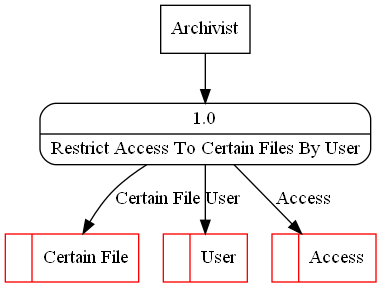 Archivist
1.0
Restrict Access To Certain Files By User
Certain File User Access
Certain File
User
Access